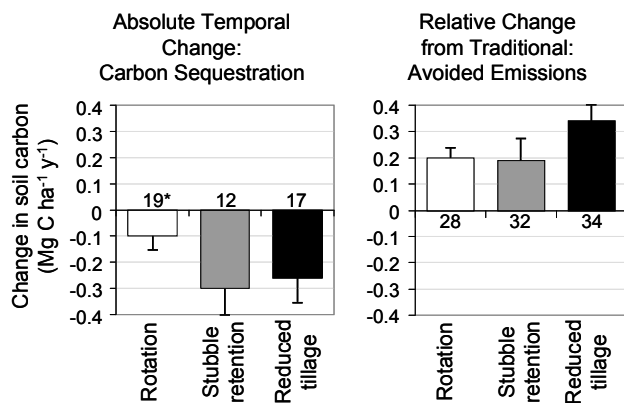 Absolute Temporal
Change:
Carbon Sequestration
Relative Change
from Traditional:
Avoided Emissions
Change in soil carbon
(Mg C ha⁻¹ y⁻¹)
0.4
0.3
0.2
0.1
0
-0.1
-0.2
-0.3
-0.4
19*
12
17
Rotation
Stubble
retention
Reduced
tillage
0.4
0.3
0.2
0.1
0
-0.1
-0.2
-0.3
-0.4
28
32
34
Rotation
Stubble
retention
Reduced
tillage